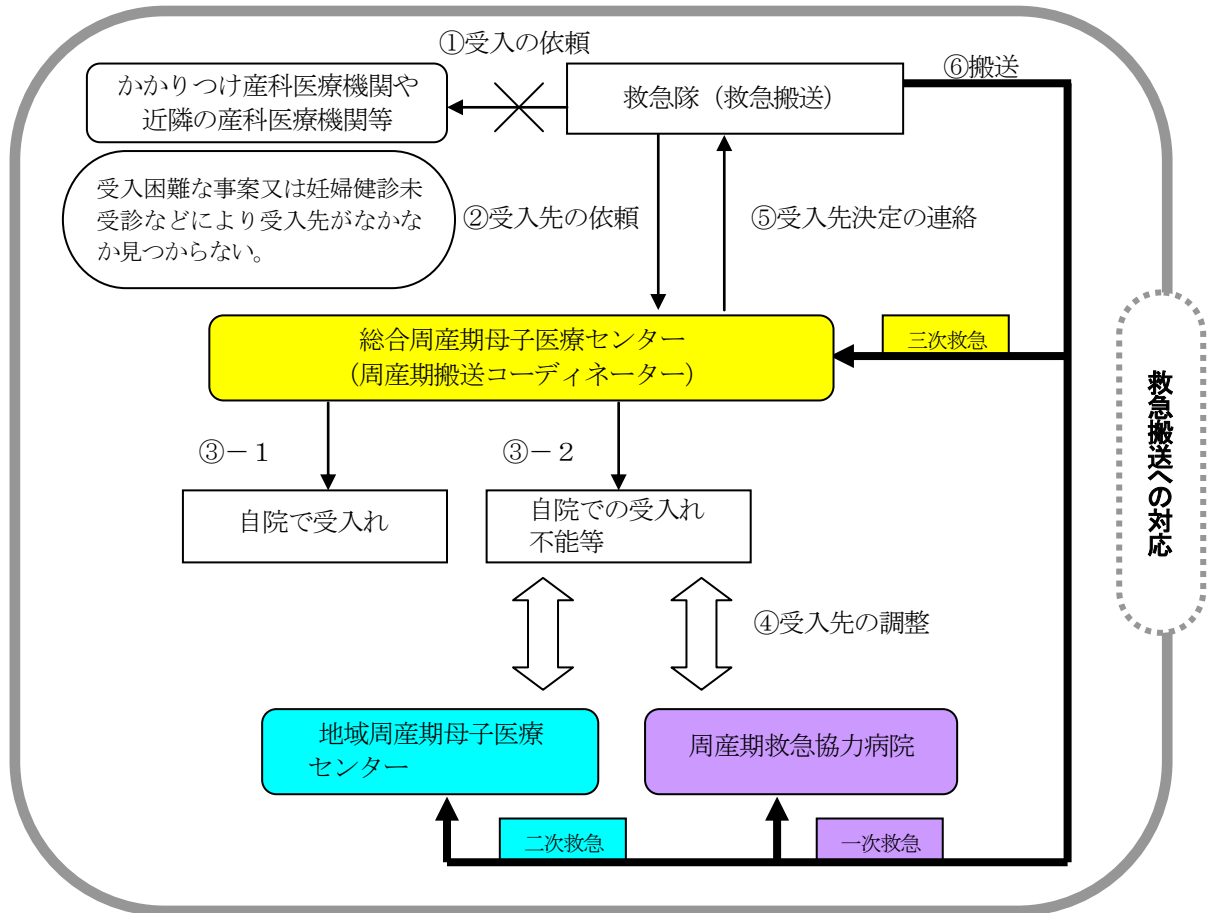 ①受入の依頼
⑥搬送
かかりつけ産科医療機関や
近隣の産科医療機関等
救急隊（救急搬送）
受入困難な事案又は妊婦健診未
受診などにより受入先がなかな
か見つからない。
②受入先の依頼
⑤受入先決定の連絡
総合周産期母子医療センター
（周産期搬送コーディネーター）
三次救急
救急搬送への対応
③－１
③－２
自院で受入れ
自院での受入れ
不能等
④受入先の調整
地域周産期母子医療
センター
周産期救急協力病院
二次救急
一次救急